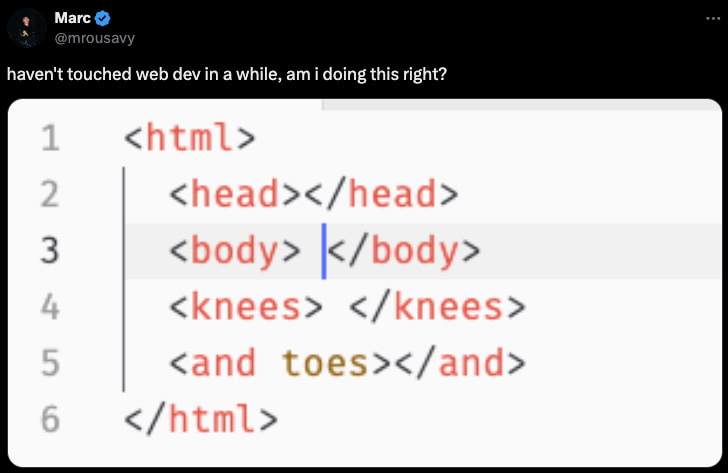 Marc
@mrousavy
haven't touched web dev in a while, am i doing this right?
1 <html>
2 <head></head>
3 <body> </body>
4 <knees> </knees>
5 <and toes></and>
6 </html>